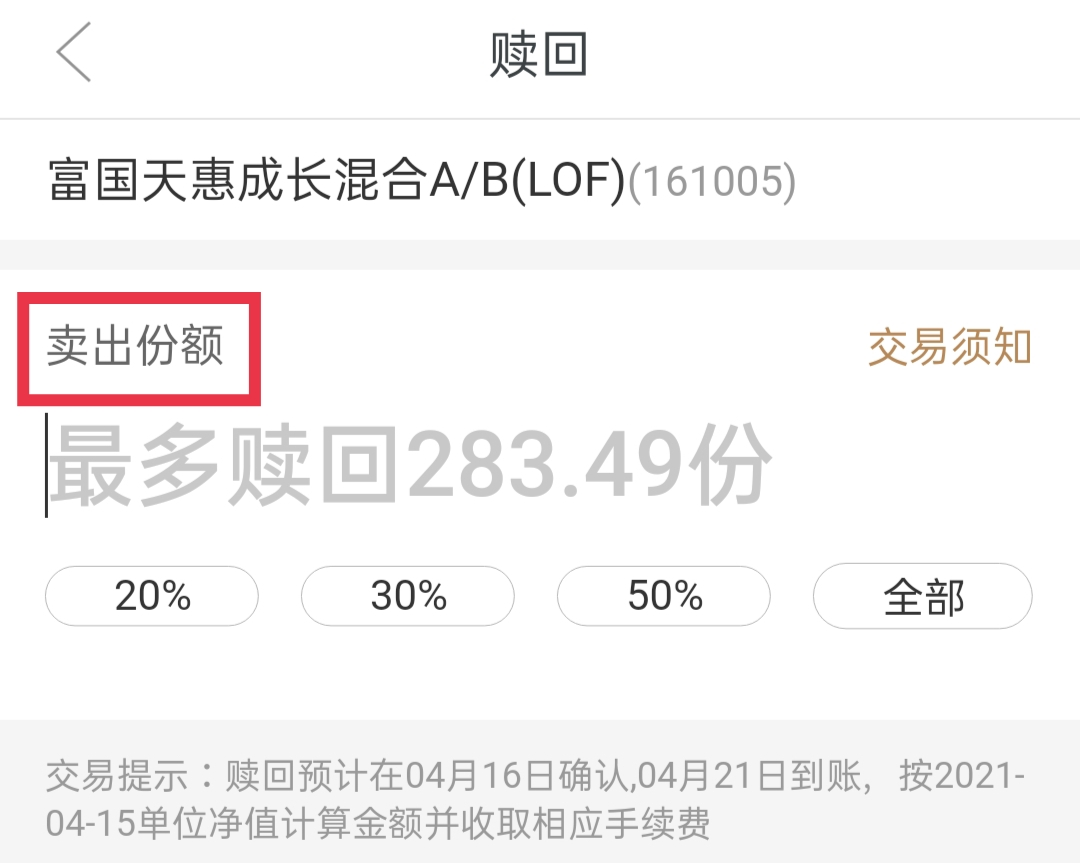 赎回
富国天惠成长混合A/B(LOF)(161005)
卖出份额 交易须知
最多赎回283.49份
20% 30% 50% 全部
交易提示：赎回预计在04月16日确认,04月21日到账，按2021-
04-15单位净值计算金额并收取相应手续费